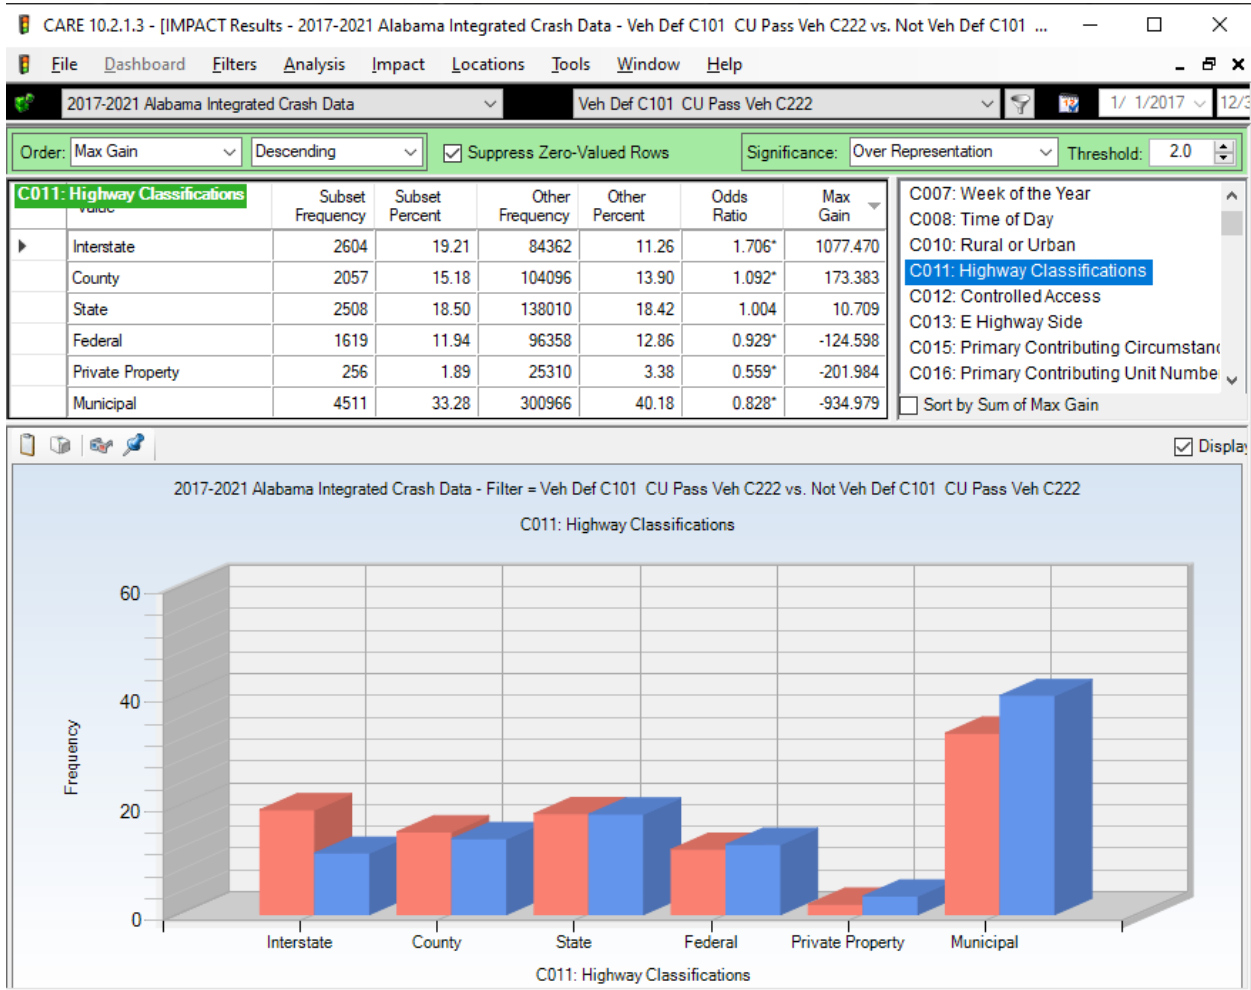 CARE 10.2.1.3 - [IMPACT Results - 2017-2021 Alabama Integrated Crash Data - Veh Def C101 CU Pass Veh C222 vs. Not Veh Def C101 ...
File Dashboard Filters Analysis Impact Locations Tools Window Help
2017-2021 Alabama Integrated Crash Data Veh Def C101 CU Pass Veh C222 1/ 1/2017 12/3
Order: Max Gain Descending Suppress Zero-Valued Rows Significance: Over Representation Threshold: 2.0
C011: Highway Classifications Subset Frequency Subset Percent Other Frequency Other Percent Odds Ratio Max Gain
Interstate 2604 19.21 84362 11.26 1.706* 1077.470
County 2057 15.18 104096 13.90 1.092* 173.383
State 2508 18.50 138010 18.42 1.004 10.709
Federal 1619 11.94 96358 12.86 0.929* -124.598
Private Property 256 1.89 25310 3.38 0.559* -201.984
Municipal 4511 33.28 300966 40.18 0.828* -934.979
C007: Week of the Year
C008: Time of Day
C010: Rural or Urban
C011: Highway Classifications
C012: Controlled Access
C013: E Highway Side
C015: Primary Contributing Circumstanc
C016: Primary Contributing Unit Number
Sort by Sum of Max Gain
Display
2017-2021 Alabama Integrated Crash Data - Filter = Veh Def C101 CU Pass Veh C222 vs. Not Veh Def C101 CU Pass Veh C222
C011: Highway Classifications
60
40
20
0
Frequency
Interstate County State Federal Private Property Municipal
C011: Highway Classifications